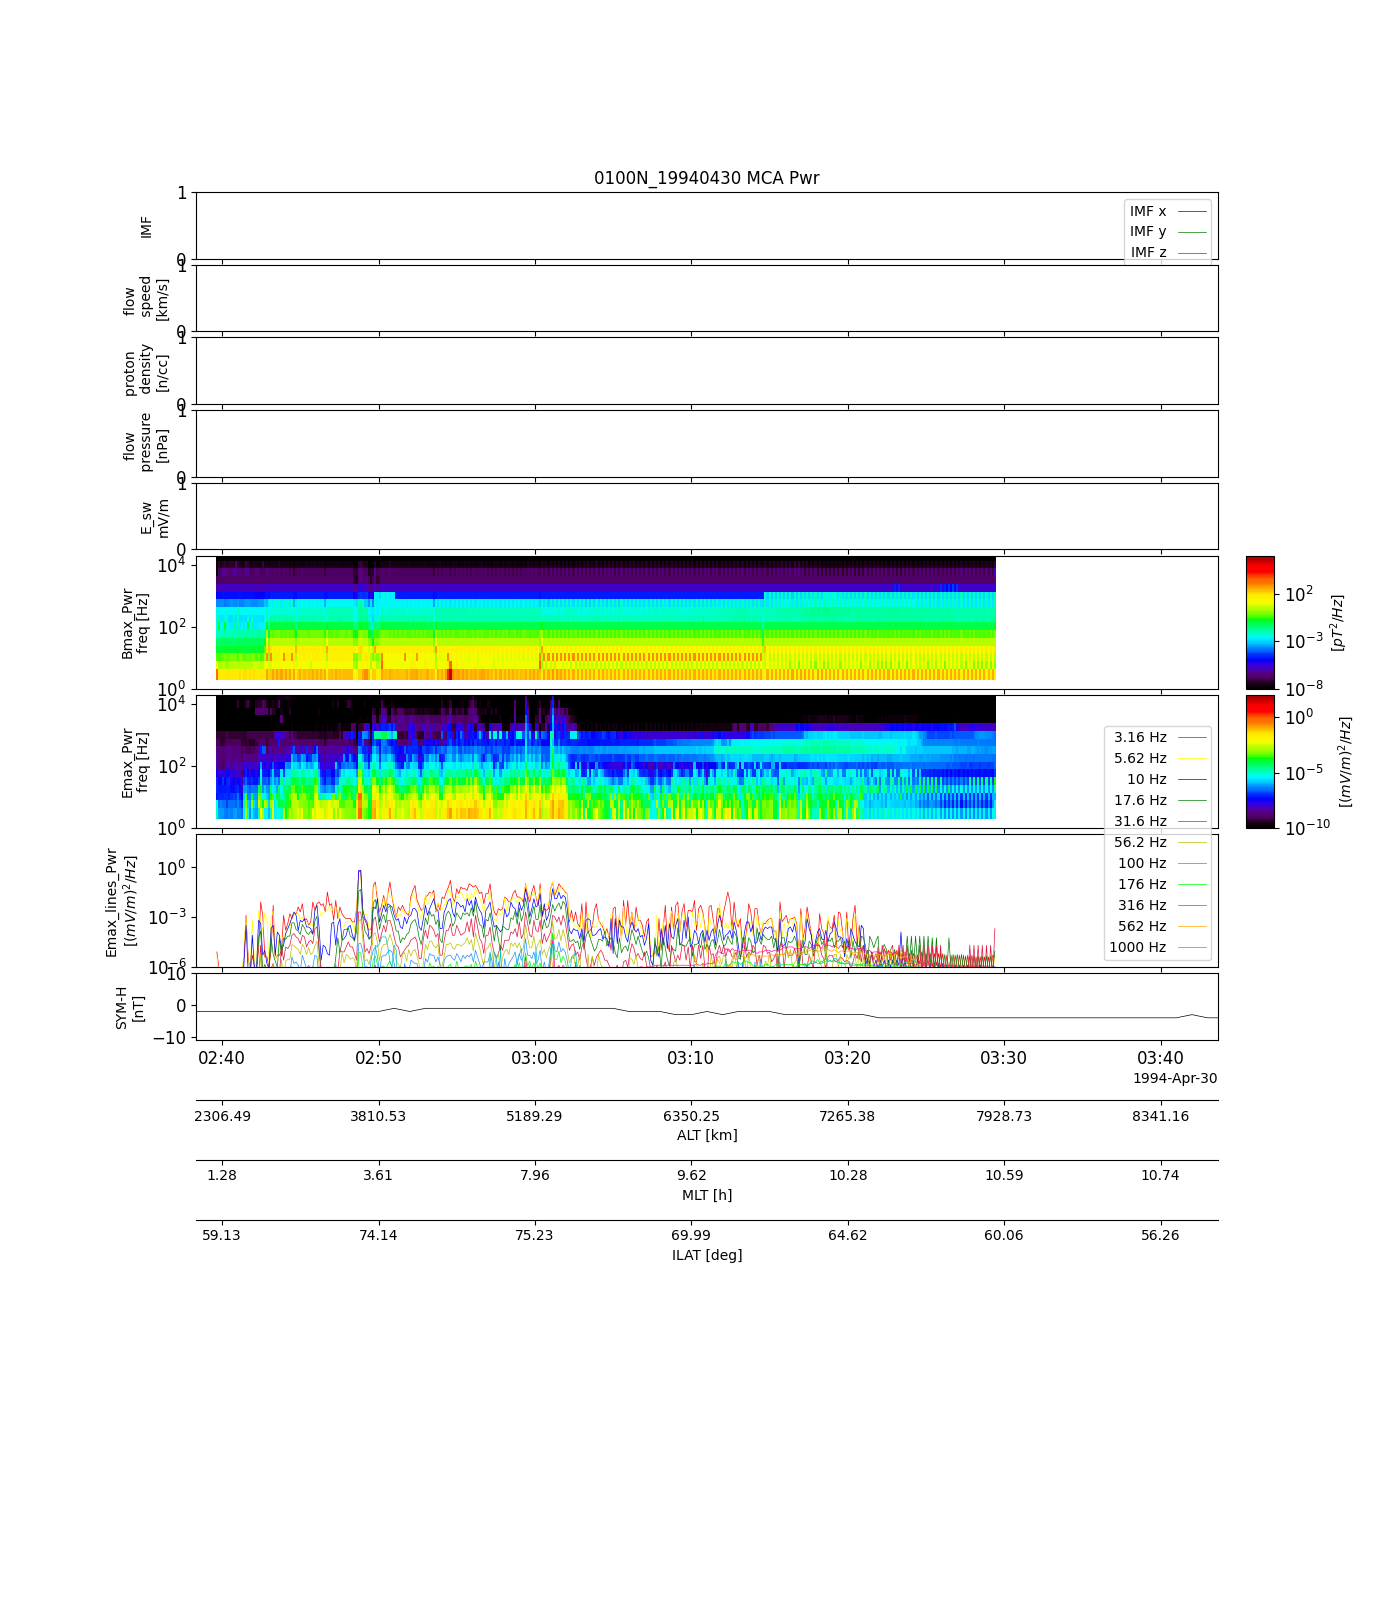 0100N_19940430 MCA Pwr
1
IMF
0
IMF x
IMF y
IMF z
1
flow
speed
[km/s]
0
1
proton
density
[n/cc]
0
1
flow
pressure
[nPa]
0
1
E_sw
mV/m
0
10^4
10^2
10^0
Bmax_Pwr
freq [Hz]
10^2
10^-3
10^-8
[pT^2/Hz]
10^4
10^2
10^0
Emax_Pwr
freq [Hz]
10^0
10^-5
10^-10
[(mV/m)^2/Hz]
3.16 Hz
5.62 Hz
10 Hz
17.6 Hz
31.6 Hz
56.2 Hz
100 Hz
176 Hz
316 Hz
562 Hz
1000 Hz
10^0
10^-3
10^-6
Emax_lines_Pwr
[(mV/m)^2/Hz]
10
0
−10
SYM-H
[nT]
02:40 02:50 03:00 03:10 03:20 03:30 03:40
1994-Apr-30
2306.49 3810.53 5189.29 6350.25 7265.38 7928.73 8341.16
ALT [km]
1.28 3.61 7.96 9.62 10.28 10.59 10.74
MLT [h]
59.13 74.14 75.23 69.99 64.62 60.06 56.26
ILAT [deg]